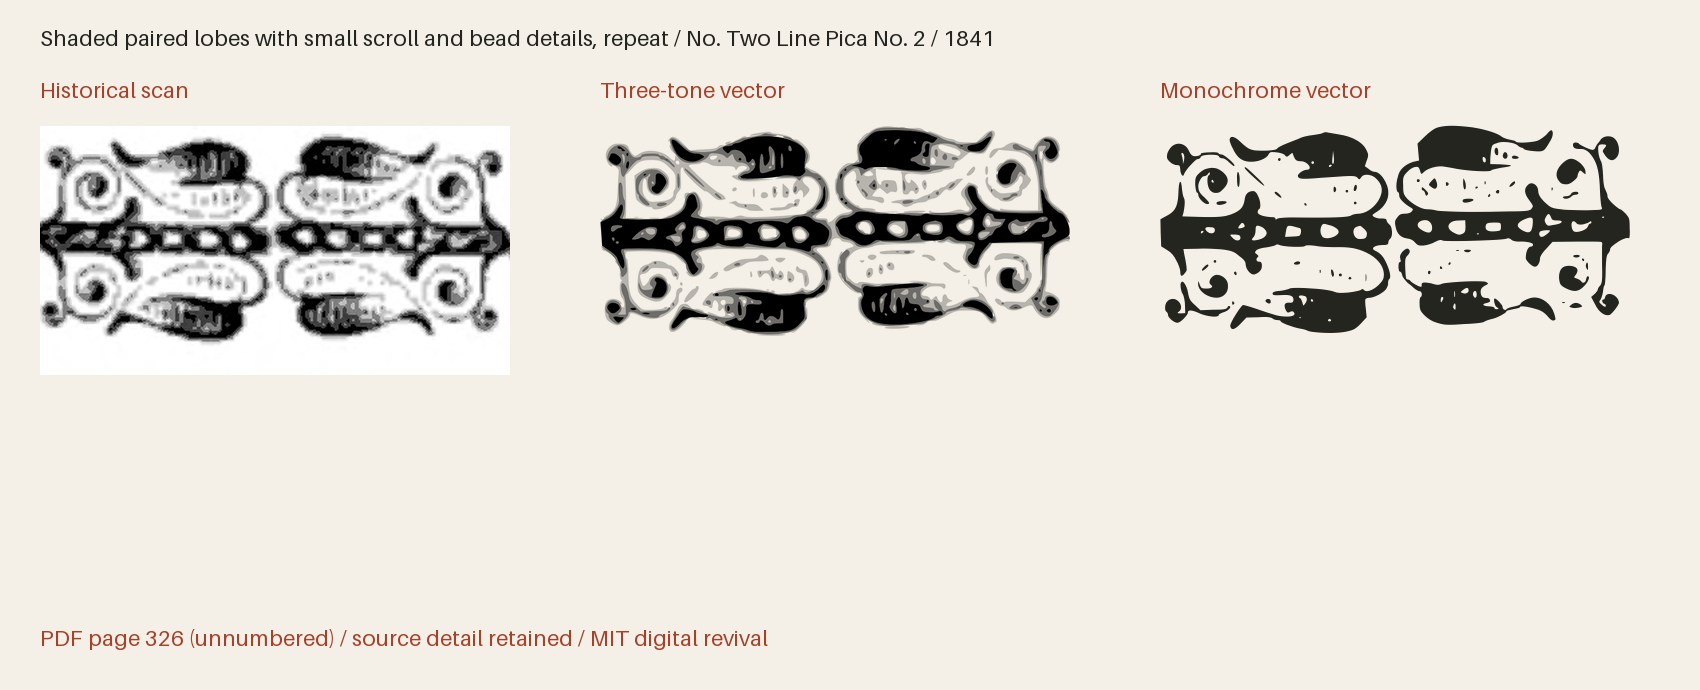 Shaded paired lobes with small scroll and bead details, repeat / No. Two Line Pica No. 2 / 1841
Historical scan
Three-tone vector
Monochrome vector
PDF page 326 (unnumbered) / source detail retained / MIT digital revival